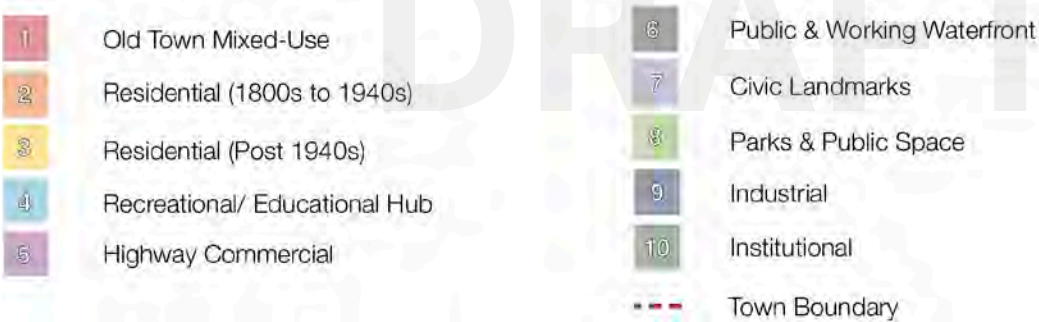 DRAFT
1 Old Town Mixed-Use
2 Residential (1800s to 1940s)
3 Residential (Post 1940s)
4 Recreational/ Educational Hub
5 Highway Commercial
6 Public & Working Waterfront
7 Civic Landmarks
8 Parks & Public Space
9 Industrial
10 Institutional
Town Boundary